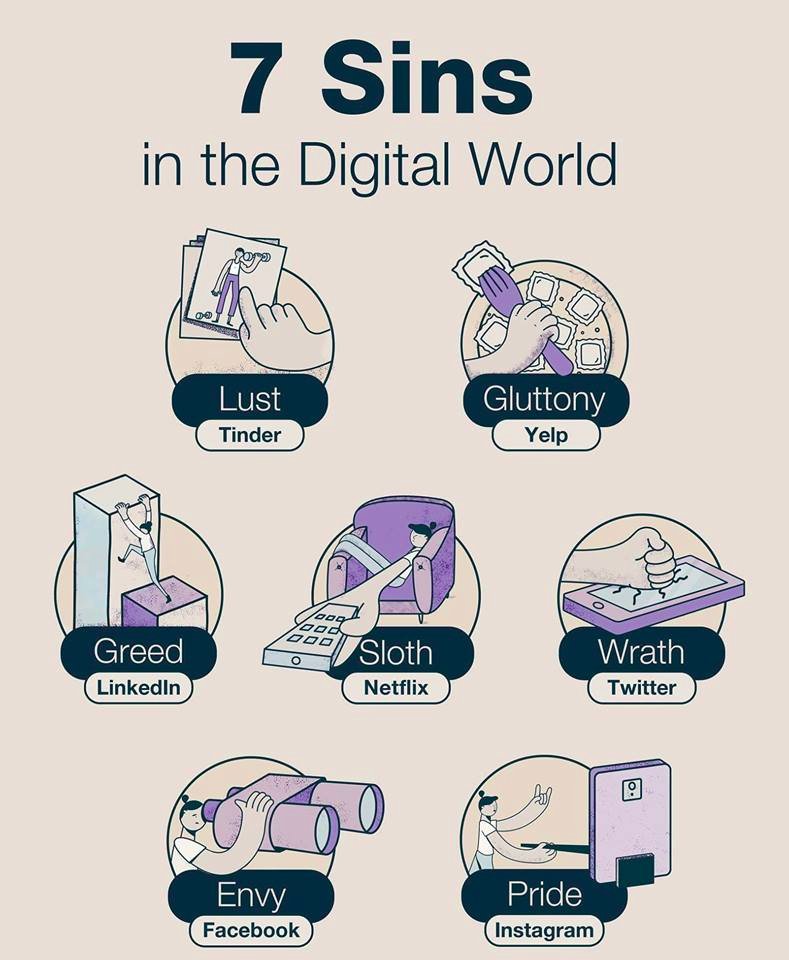 7 Sins
in the Digital World
Lust
Tinder
Gluttony
Yelp
Greed
LinkedIn
Sloth
Netflix
Wrath
Twitter
Envy
Facebook
Pride
Instagram